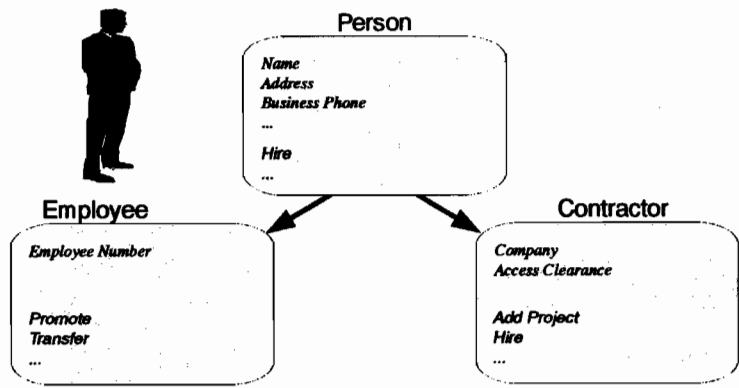 Person
Name
Address
Business Phone
...
Hire
...
Employee
Employee Number
Promote
Transfer
...
Contractor
Company
Access Clearance
Add Project
Hire
...